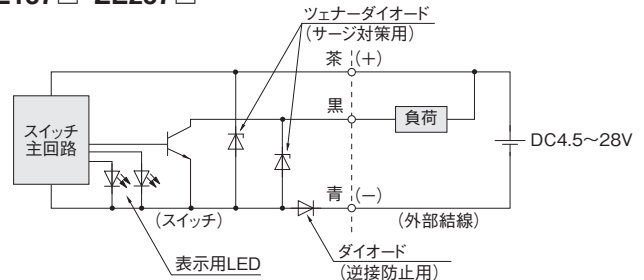 ツェナーダイオード
(サージ対策用)
茶 (+)
黒
負荷
スイッチ
主回路
DC4.5~28V
青 (−)
(スイッチ)
(外部結線)
表示用LED
ダイオード
(逆接防止用)